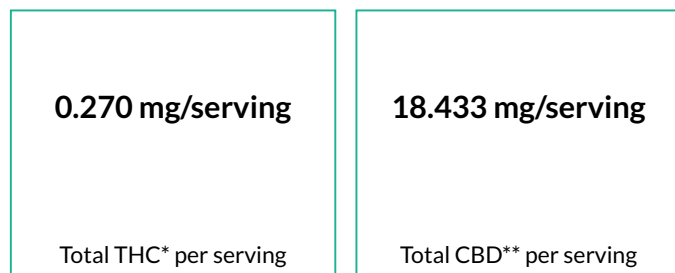 0.270 mg/serving
Total THC* per serving
18.433 mg/serving
Total CBD** per serving